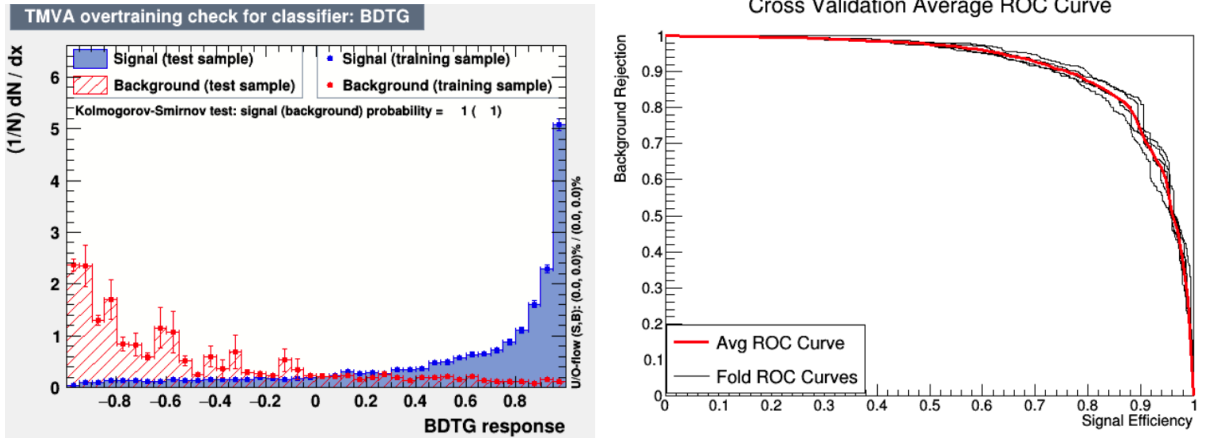 TMVA overtraining check for classifier: BDTG
(1/N) dN / dx
Signal (test sample)
Background (test sample)
Signal (training sample)
Background (training sample)
Kolmogorov-Smirnov test: signal (background) probability = 1 ( 1)
6
5
4
3
2
1
0
−0.8 −0.6 −0.4 −0.2 0 0.2 0.4 0.6 0.8
BDTG response
U/O-flow (S,B): (0.0, 0.0)% / (0.0, 0.0)%
Cross Validation Average ROC Curve
Background Rejection
1
0.9
0.8
0.7
0.6
0.5
0.4
0.3
0.2
0.1
0
Avg ROC Curve
Fold ROC Curves
0 0.1 0.2 0.3 0.4 0.5 0.6 0.7 0.8 0.9 1
Signal Efficiency